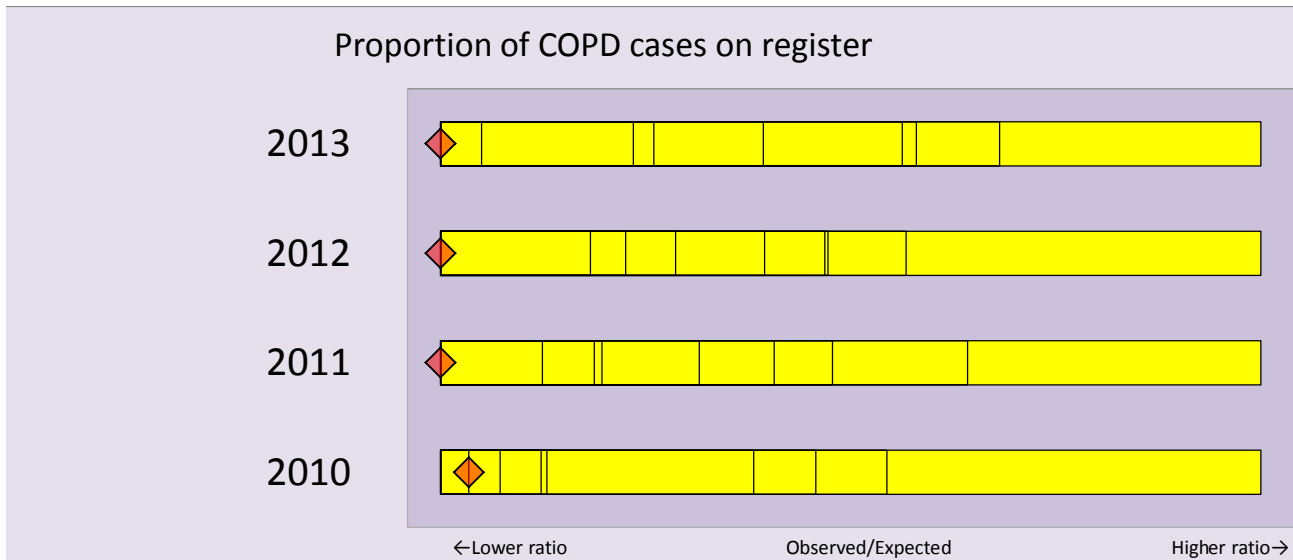 Proportion of COPD cases on register
2013
2012
2011
2010
←Lower ratio Observed/Expected Higher ratio→